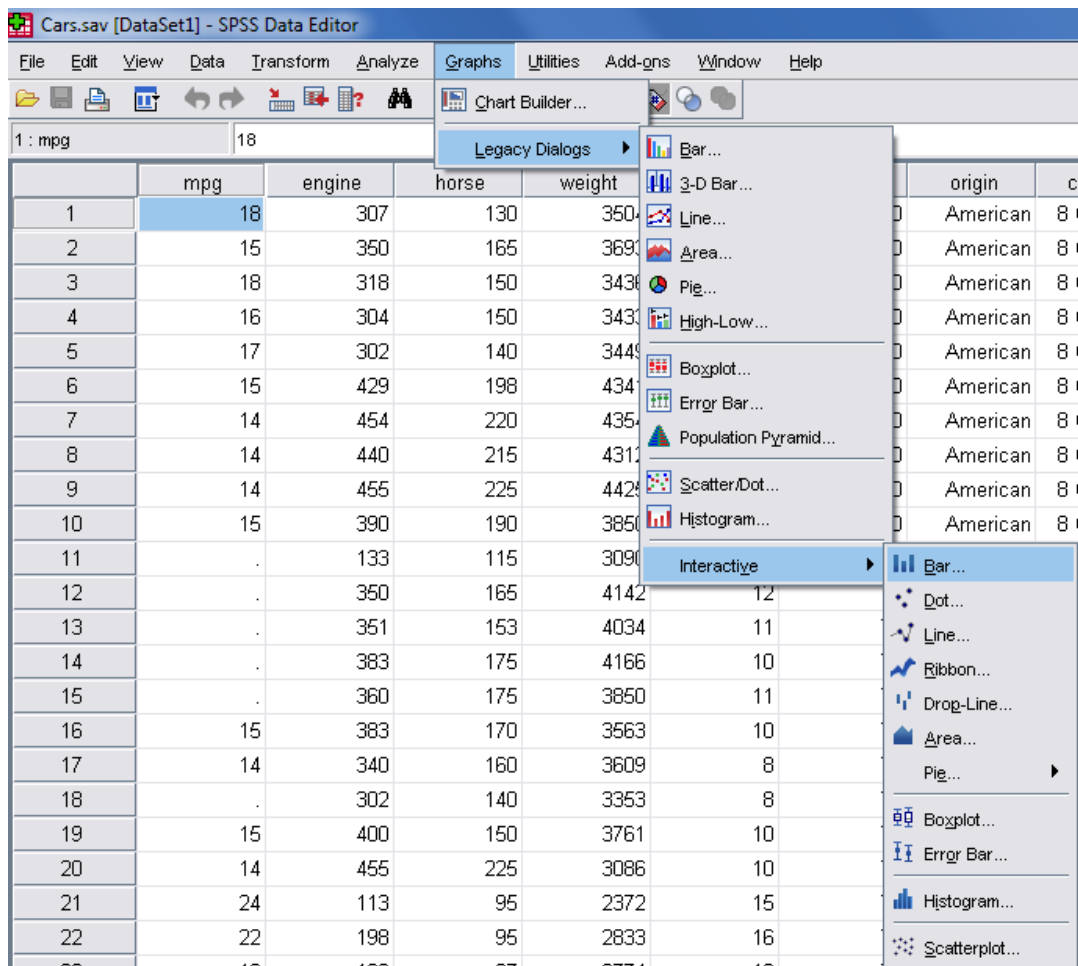 Cars.sav [DataSet1] - SPSS Data Editor
File Edit View Data Transform Analyze Graphs Utilities Add-ons Window Help
Chart Builder...
Legacy Dialogs
1 : mpg 18
Bar...
3-D Bar...
Line...
Area...
Pie...
High-Low...
Boxplot...
Error Bar...
Population Pyramid...
Scatter/Dot...
Histogram...
Interactive
Bar...
Dot...
Line...
Ribbon...
Drop-Line...
Area...
Pie...
Boxplot...
Error Bar...
Histogram...
Scatterplot...
mpg engine horse weight origin
1 18 307 130 American
2 15 350 165 American
3 18 318 150 American
4 16 304 150 American
5 17 302 140 American
6 15 429 198 American
7 14 454 220 American
8 14 440 215 American
9 14 455 225 American
10 15 390 190 American
11 . 133 115
12 . 350 165 4142 12
13 . 351 153 4034 11
14 . 383 175 4166 10
15 . 360 175 3850 11
16 15 383 170 3563 10
17 14 340 160 3609 8
18 . 302 140 3353 8
19 15 400 150 3761 10
20 14 455 225 3086 10
21 24 113 95 2372 15
22 22 198 95 2833 16